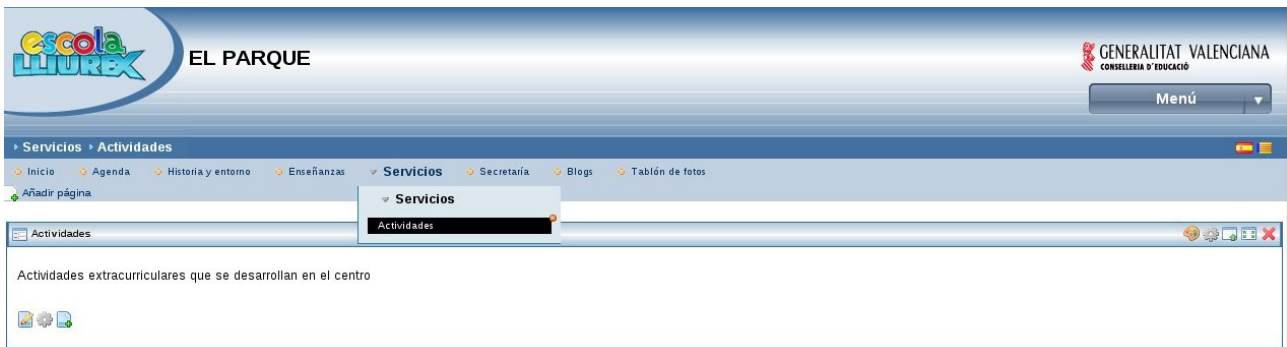 escola
LLIUREX
EL PARQUE
GENERALITAT VALENCIANA
CONSELLERIA D'EDUCACIÓ
Menú
Servicios Actividades
Inicio Agenda Historia y entorno Enseñanzas Servicios Secretaría Blogs Tablón de fotos
Añadir página
Servicios
Actividades
Actividades
Actividades extracurriculares que se desarrollan en el centro